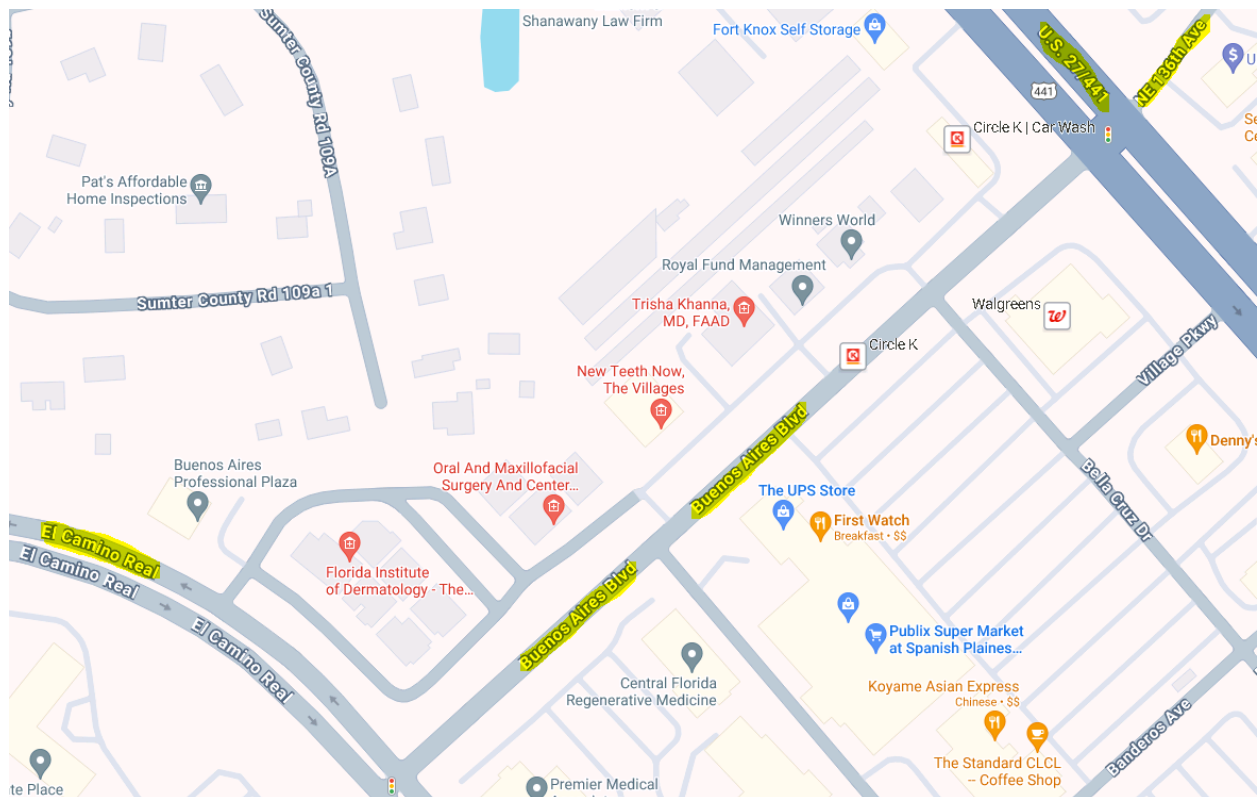 Shanawany Law Firm
Fort Knox Self Storage
U.S. 27/441
NE 136th Ave
441
Sumter County Rd 109A
Circle K | Car Wash
Pat's Affordable
Home Inspections
Winners World
Royal Fund Management
Sumter County Rd 109a 1
Trisha Khanna,
MD, FAAD
Walgreens
Circle K
Village Pkwy
New Teeth Now,
The Villages
Buenos Aires Blvd
Denny's
Buenos Aires
Professional Plaza
Oral And Maxillofacial
Surgery And Center...
Bella Cruz Dr
The UPS Store
First Watch
Breakfast • $$
El Camino Real
El Camino Real
Florida Institute
of Dermatology - The...
Buenos Aires Blvd
El Camino Real
Publix Super Market
at Spanish Plaines...
Central Florida
Regenerative Medicine
Koyame Asian Express
Chinese • $$
Banderos Ave
The Standard CLCL
-- Coffee Shop
te Place
Premier Medical